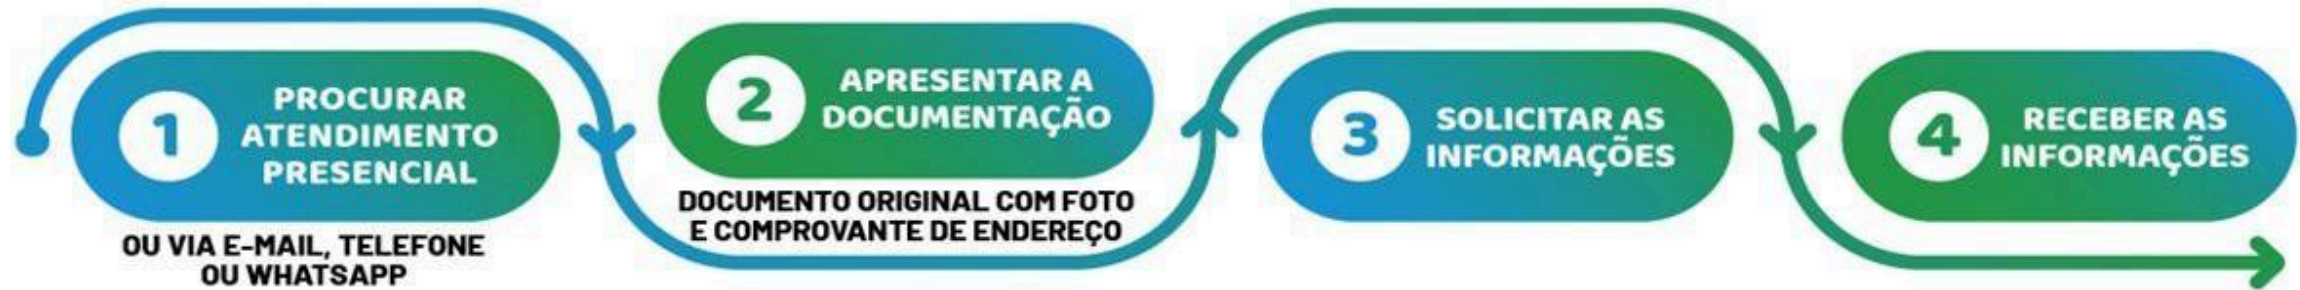 1
PROCURAR
ATENDIMENTO
PRESENCIAL
OU VIA E-MAIL, TELEFONE
OU WHATSAPP
2
APRESENTAR A
DOCUMENTAÇÃO
DOCUMENTO ORIGINAL COM FOTO
E COMPROVANTE DE ENDEREÇO
3
SOLICITAR AS
INFORMAÇÕES
4
RECEBER AS
INFORMAÇÕES